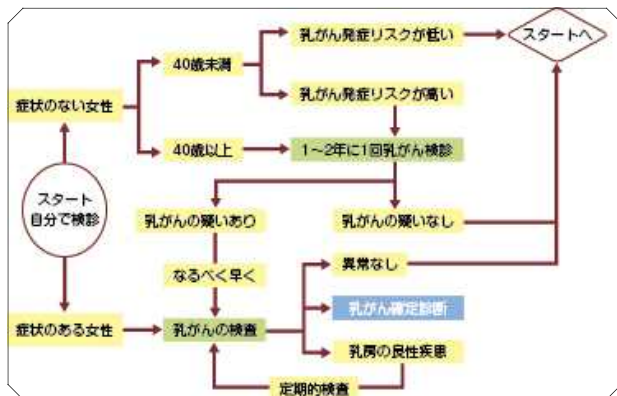 乳がん発症リスクが低い
スタートへ
40歳未満
乳がん発症リスクが高い
症状のない女性
40歳以上
1～2年に1回乳がん検診
スタート
自分で検診
乳がんの疑いあり
乳がんの疑いなし
なるべく早く
異常なし
乳がん確定診断
症状のある女性
乳がんの検査
乳房の良性疾患
定期的検査